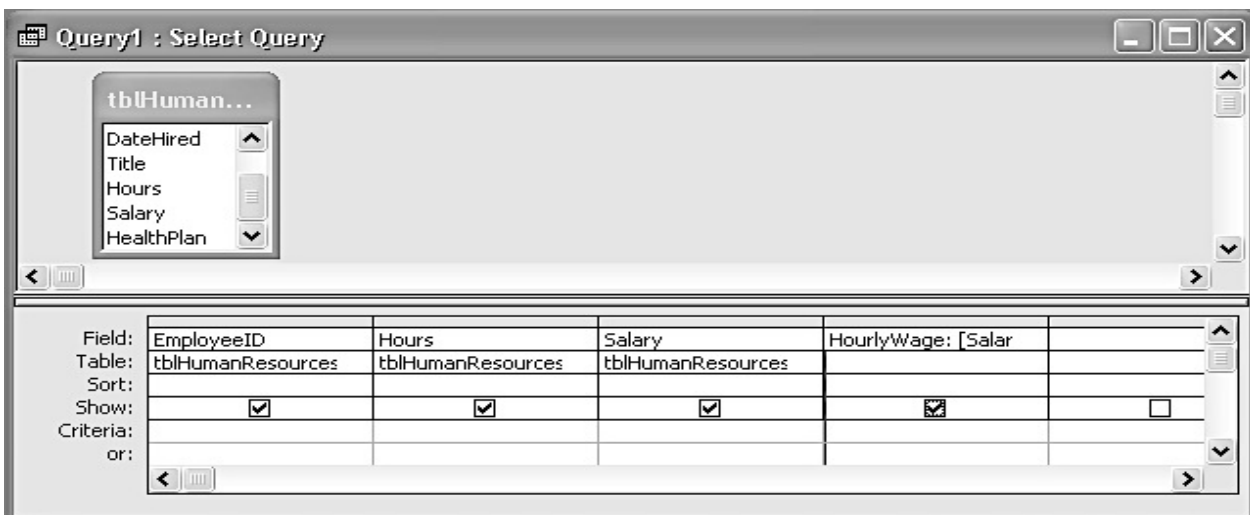 Query1 : Select Query
tblHuman...
DateHired
Title
Hours
Salary
HealthPlan
Field: EmployeeID Hours Salary HourlyWage: [Salar
Table: tblHumanResources tblHumanResources tblHumanResources
Sort:
Show:
Criteria:
or: